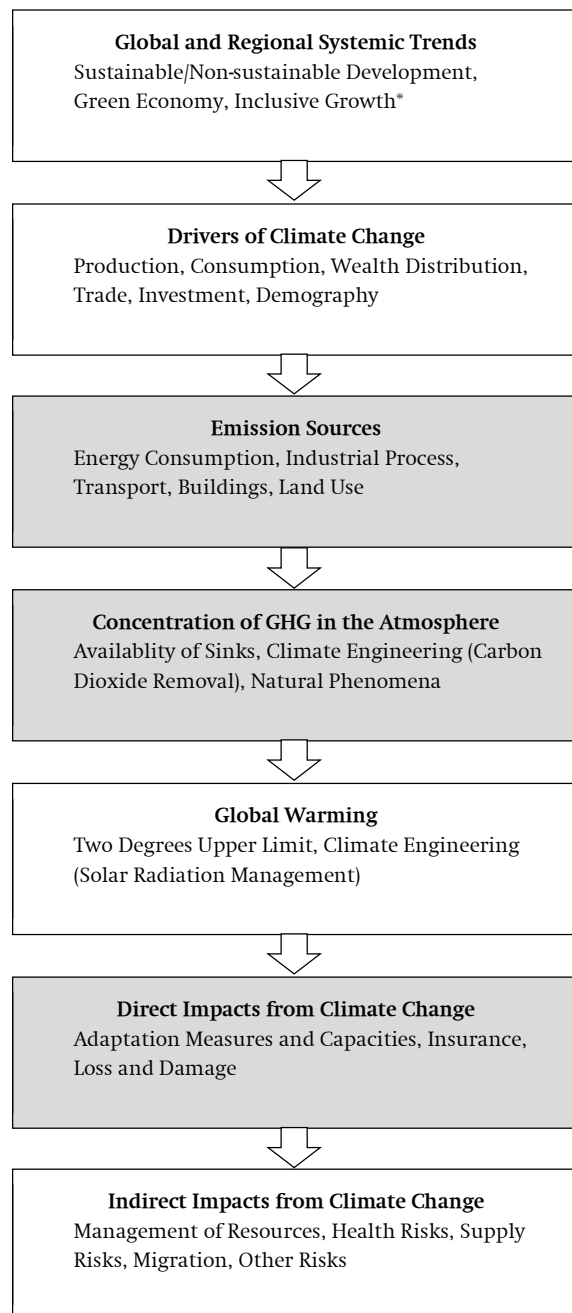 Global and Regional Systemic Trends
Sustainable/Non-sustainable Development,
Green Economy, Inclusive Growth*
Drivers of Climate Change
Production, Consumption, Wealth Distribution,
Trade, Investment, Demography
Emission Sources
Energy Consumption, Industrial Process,
Transport, Buildings, Land Use
Concentration of GHG in the Atmosphere
Availablity of Sinks, Climate Engineering (Carbon
Dioxide Removal), Natural Phenomena
Global Warming
Two Degrees Upper Limit, Climate Engineering
(Solar Radiation Management)
Direct Impacts from Climate Change
Adaptation Measures and Capacities, Insurance,
Loss and Damage
Indirect Impacts from Climate Change
Management of Resources, Health Risks, Supply
Risks, Migration, Other Risks